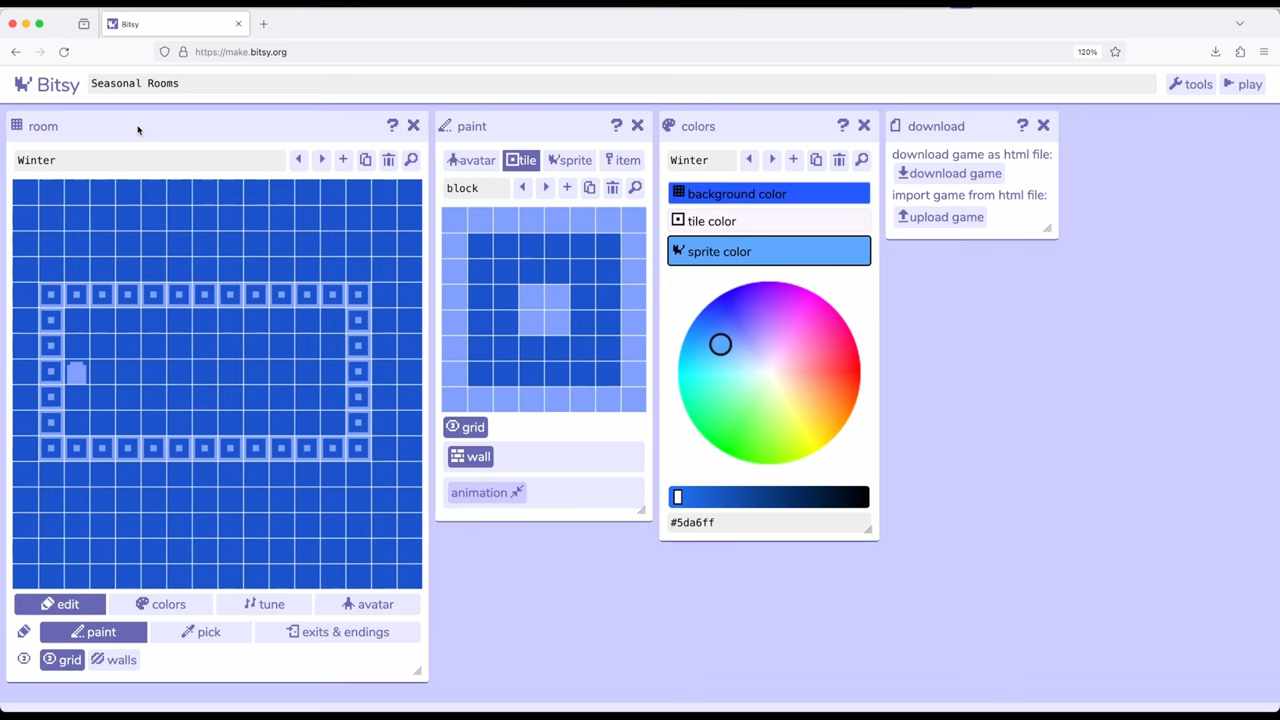 Bitsy
https://make.bitsy.org
120%
Bitsy
Seasonal Rooms
tools
play
room
?
Winter
edit
colors
tune
avatar
paint
pick
exits & endings
grid
walls
paint
?
avatar
tile
sprite
item
block
grid
wall
animation
colors
?
Winter
background color
tile color
sprite color
#5da6ff
download
?
download game as html file:
download game
import game from html file:
upload game